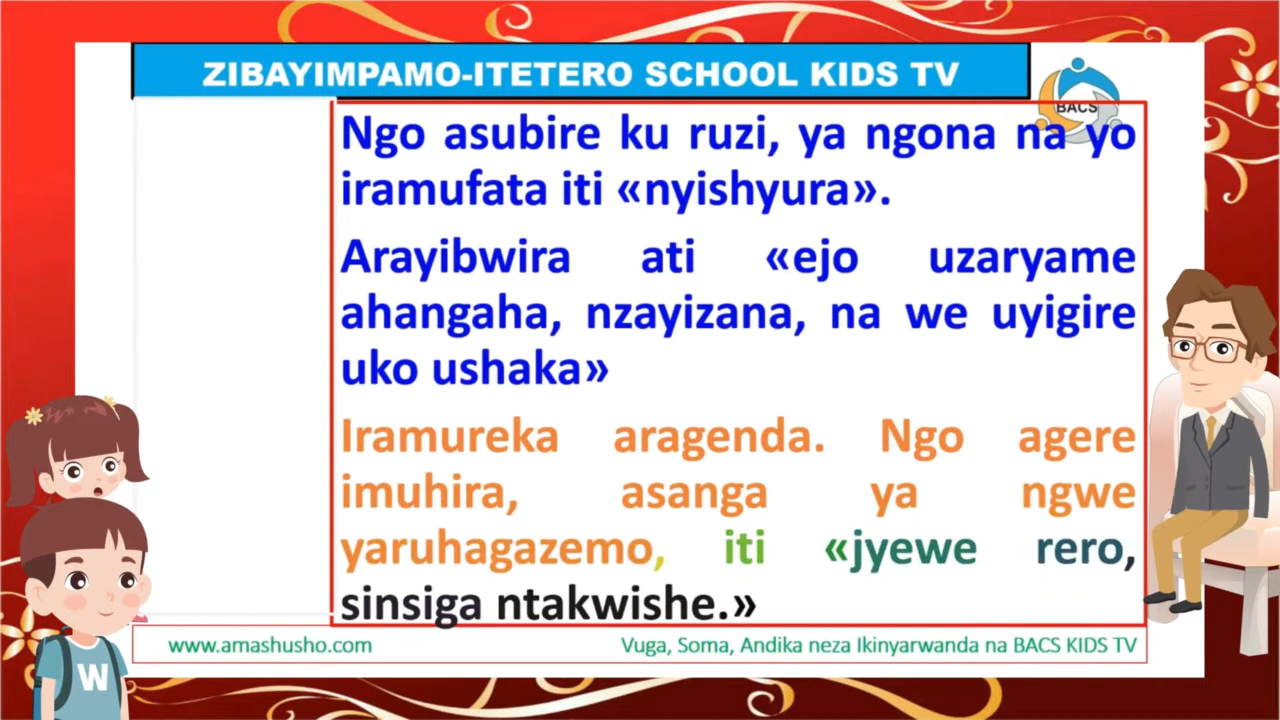 ZIBAYIMPAMO-ITETERO SCHOOL KIDS TV
BACS
Ngo asubire ku ruzi, ya ngona na yo
iramufata iti «nyishyura».
Arayibwira ati «ejo uzaryame
ahangaha, nzayizana, na we uyigire
uko ushaka»
Iramureka aragenda. Ngo agere
imuhira, asanga ya ngwe
yaruhagazemo, iti «jyewe rero,
sinsiga ntakwishe.»
www.amashusho.com
Vuga, Soma, Andika neza Ikinyarwanda na BACS KIDS TV
W